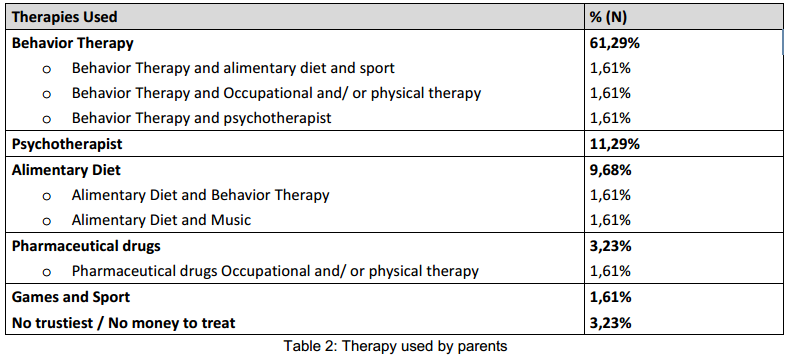 Therapies Used % (N)
Behavior Therapy 61,29%
o Behavior Therapy and alimentary diet and sport 1,61%
o Behavior Therapy and Occupational and/ or physical therapy 1,61%
o Behavior Therapy and psychotherapist 1,61%
Psychotherapist 11,29%
Alimentary Diet 9,68%
o Alimentary Diet and Behavior Therapy 1,61%
o Alimentary Diet and Music 1,61%
Pharmaceutical drugs 3,23%
o Pharmaceutical drugs Occupational and/ or physical therapy 1,61%
Games and Sport 1,61%
No trustiest / No money to treat 3,23%
Table 2: Therapy used by parents